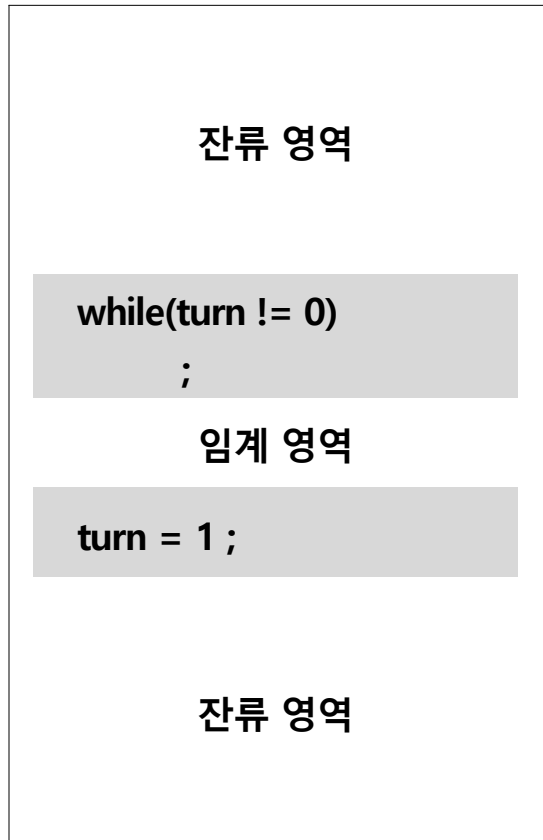 잔류 영역
while(turn != 0)
;
임계 영역
turn = 1 ;
잔류 영역